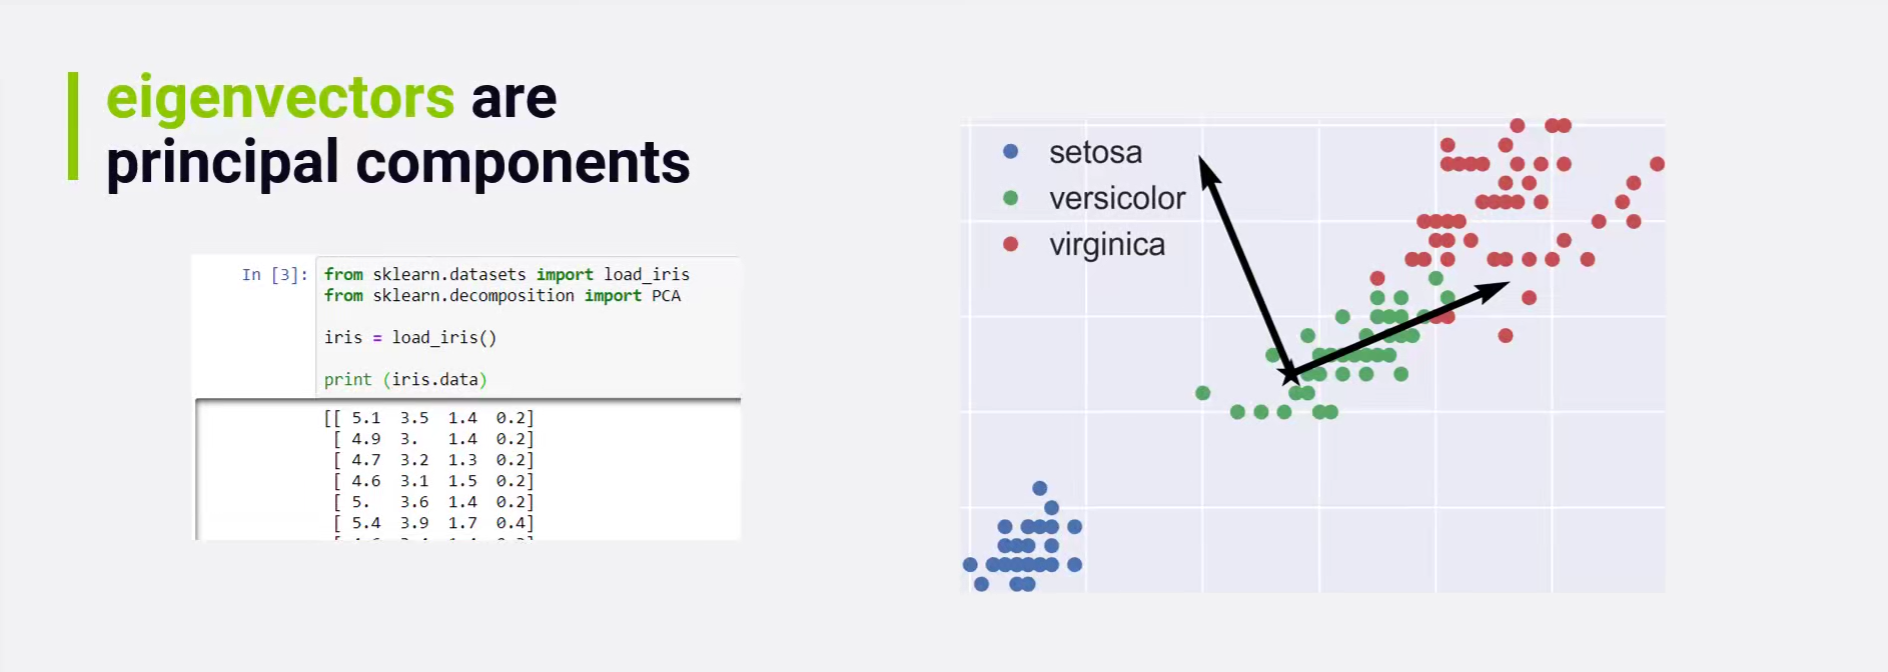 eigenvectors are
principal components
In [3]:
from sklearn.datasets import load_iris
from sklearn.decomposition import PCA
iris = load_iris()
print (iris.data)
[[ 5.1 3.5 1.4 0.2]
[ 4.9 3. 1.4 0.2]
[ 4.7 3.2 1.3 0.2]
[ 4.6 3.1 1.5 0.2]
[ 5. 3.6 1.4 0.2]
[ 5.4 3.9 1.7 0.4]
setosa
versicolor
virginica